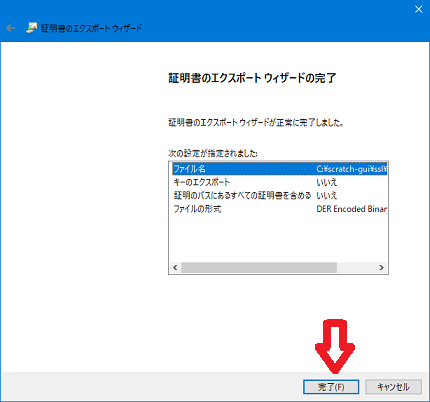 証明書のエクスポート ウィザード
証明書のエクスポート ウィザードの完了
証明書のエクスポート ウィザードが正常に完了しました。
次の設定が指定されました:
ファイル名 C:¥scratch-gui¥ssl¥
キーのエクスポート いいえ
証明のパスにあるすべての証明書を含める いいえ
ファイルの形式 DER Encoded Binar
完了(F) キャンセル